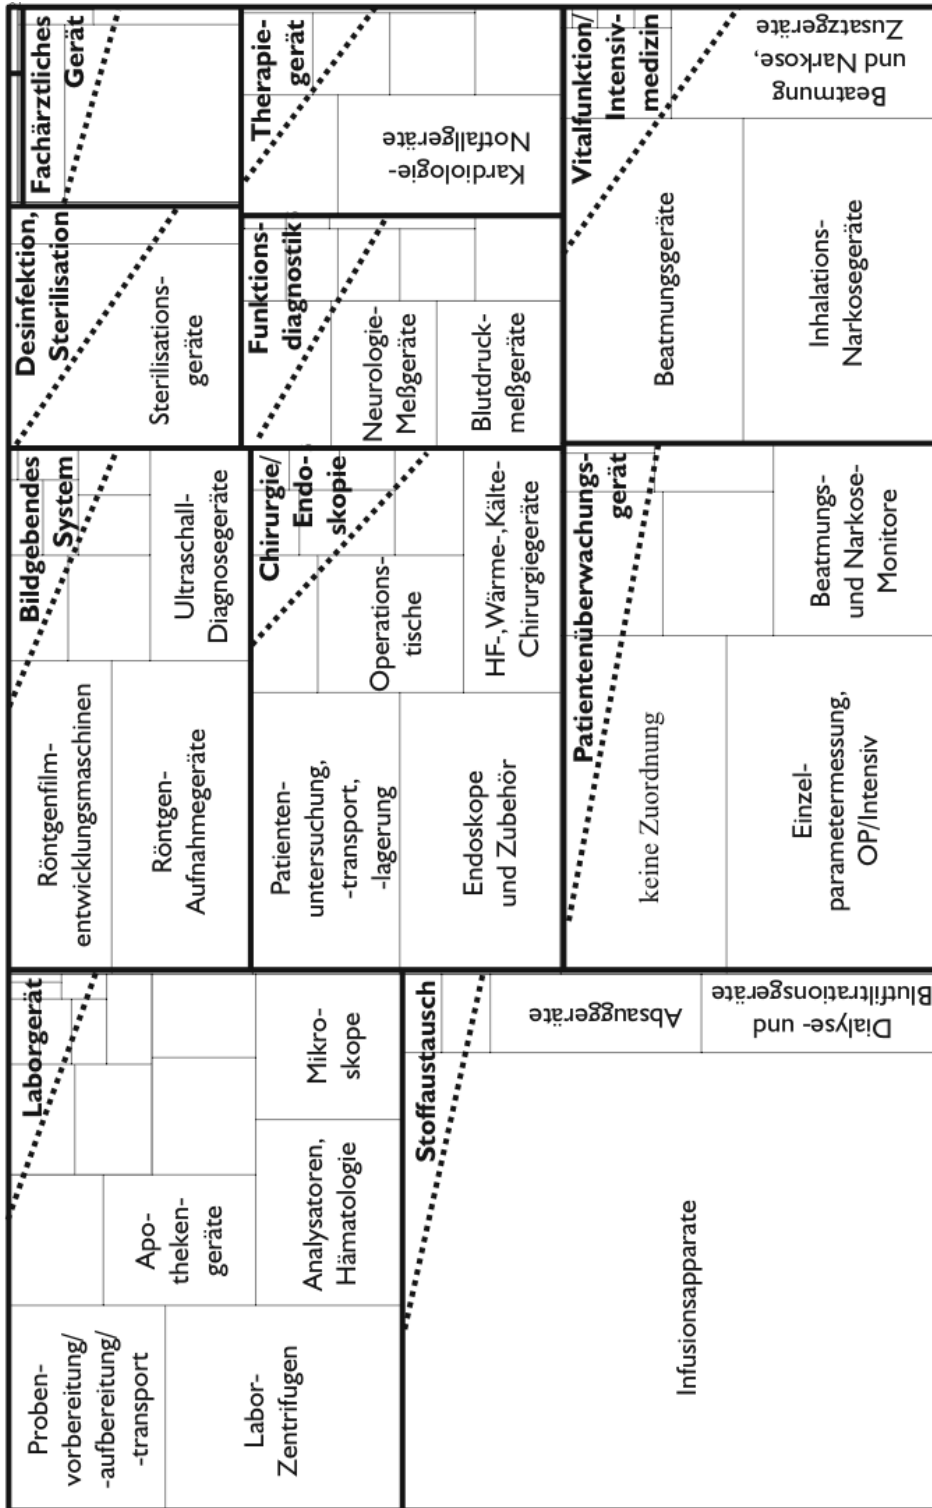 Laborgerät
Proben-
vorbereitung/
-aufbereitung/
-transport
Labor-
Zentrifugen
Apo-
theken-
geräte
Analysatoren,
Hämatologie
Mikro-
skope
Stoffaustausch
Infusionsapparate
Absauggeräte
Dialyse- und
Blutfiltrationsgeräte
Bildgebendes
System
Röntgenfilm-
entwicklungsmaschinen
Röntgen-
Aufnahmegeräte
Ultraschall-
Diagnosegeräte
Chirurgie/
Endo-
skopie
Patienten-
untersuchung,
-transport,
-lagerung
Endoskope
und Zubehör
Operations-
tische
HF-,Wärme-,Kälte-
Chirurgiegeräte
Patientenüberwachungs-
gerät
keine Zuordnung
Einzel-
parametermessung,
OP/Intensiv
Beatmungs-
und Narkose-
Monitore
Desinfektion,
Sterilisation
Sterilisations-
geräte
Fachärztliches
Gerät
Funktions-
diagnostik
Neurologie-
Meßgeräte
Blutdruck-
meßgeräte
Therapie-
gerät
Kardiologie-
Notfallgeräte
Vitalfunktion/
Intensiv-
medizin
Beatmungsgeräte
Inhalations-
Narkosegeräte
Beatmung
und Narkose,
Zusatzgeräte